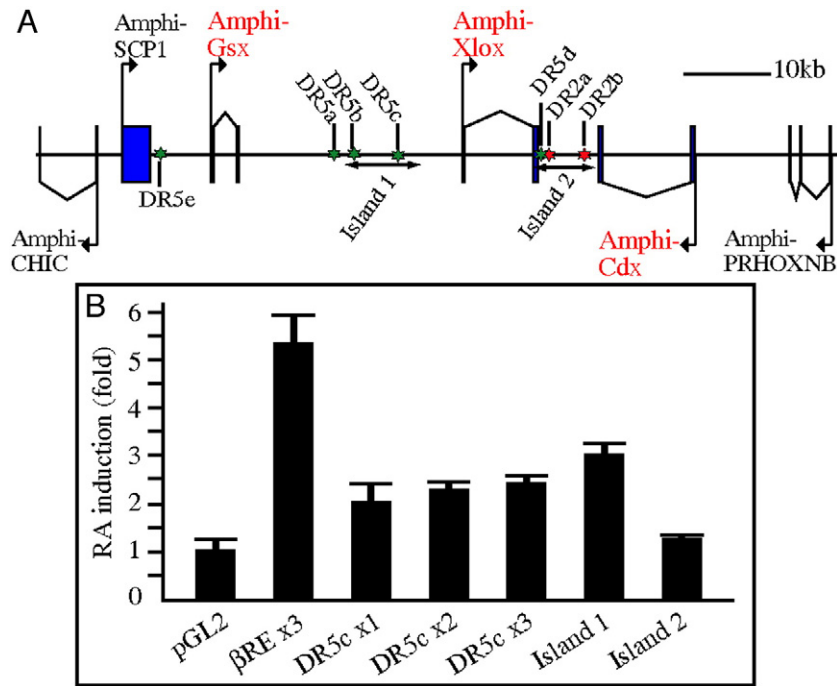 A
Amphi-
SCP1
Amphi-
Gsx
DR5a
DR5b
DR5c
Amphi-
Xlox
DR5d
DR2a
DR2b
10kb
DR5e
Island 1
Island 2
Amphi-
CHIC
Amphi-
Cdx
Amphi-
PRHOXNB
B
RA induction (fold)
6
5
4
3
2
1
0
pGL2
βRE x3
DR5c x1
DR5c x2
DR5c x3
Island 1
Island 2